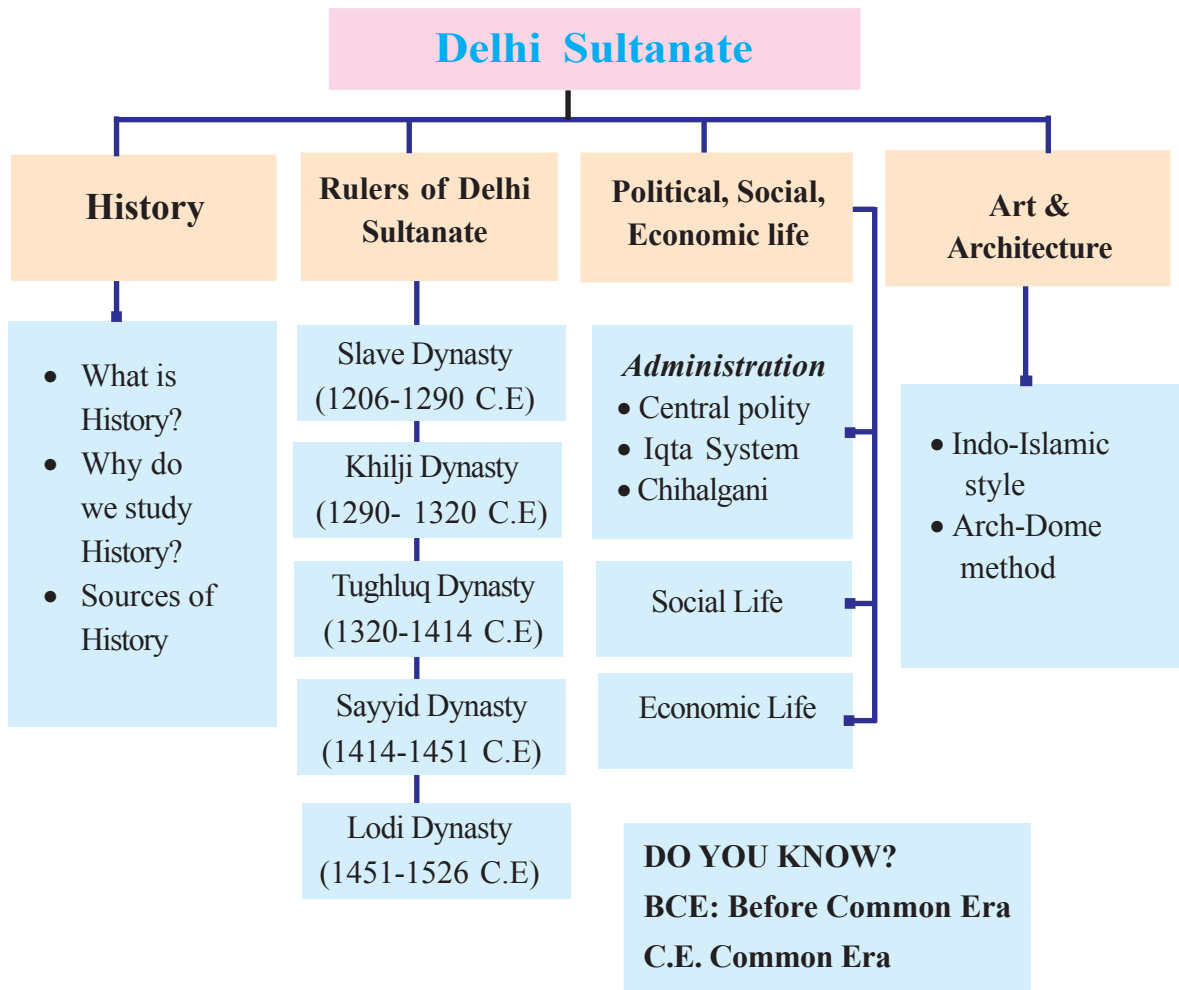 Delhi Sultanate
History
• What is
History?
• Why do
we study
History?
• Sources of
History
Rulers of Delhi
Sultanate
Slave Dynasty
(1206-1290 C.E)
Khilji Dynasty
(1290- 1320 C.E)
Tughluq Dynasty
(1320-1414 C.E)
Sayyid Dynasty
(1414-1451 C.E)
Lodi Dynasty
(1451-1526 C.E)
Political, Social,
Economic life
Administration
• Central polity
• Iqta System
• Chihalgani
Social Life
Economic Life
Art &
Architecture
• Indo-Islamic
style
• Arch-Dome
method
DO YOU KNOW?
BCE: Before Common Era
C.E. Common Era